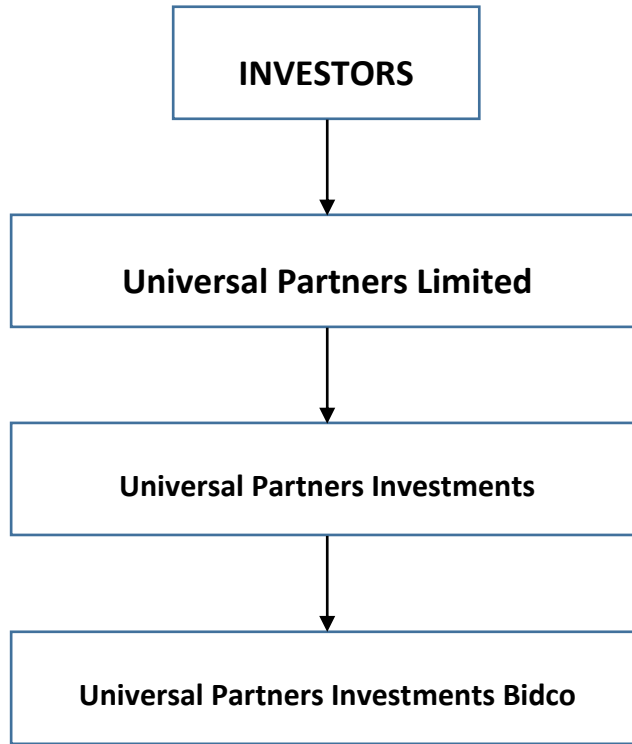 INVESTORS
Universal Partners Limited
Universal Partners Investments
Universal Partners Investments Bidco